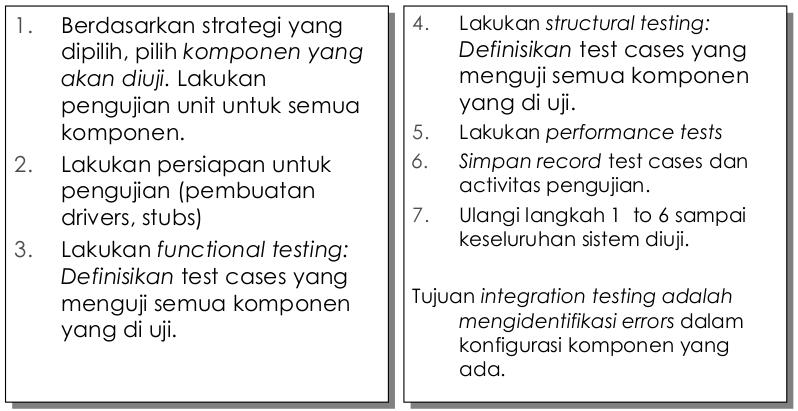 1. Berdasarkan strategi yang
dipilih, pilih komponen yang
akan diuji. Lakukan
pengujian unit untuk semua
komponen.
2. Lakukan persiapan untuk
pengujian (pembuatan
drivers, stubs)
3. Lakukan functional testing:
Definisikan test cases yang
menguji semua komponen
yang di uji.
4. Lakukan structural testing:
Definisikan test cases yang
menguji semua komponen
yang di uji.
5. Lakukan performance tests
6. Simpan record test cases dan
activitas pengujian.
7. Ulangi langkah 1 to 6 sampai
keseluruhan sistem diuji.
Tujuan integration testing adalah
mengidentifikasi errors dalam
konfigurasi komponen yang
ada.